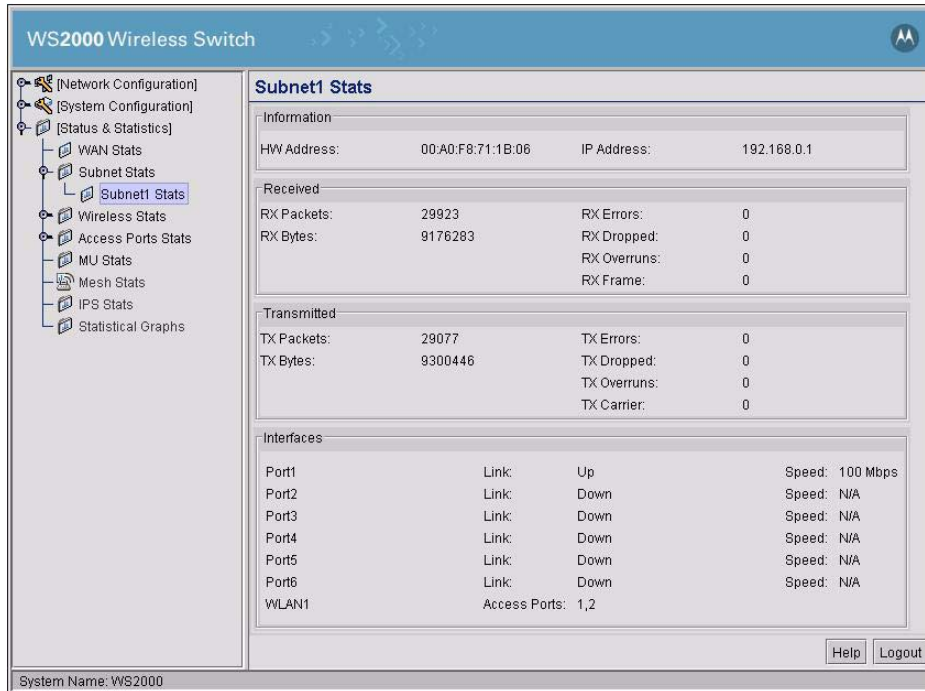 WS2000 Wireless Switch
[Network Configuration]
[System Configuration]
[Status & Statistics]
WAN Stats
Subnet Stats
Subnet1 Stats
Wireless Stats
Access Ports Stats
MU Stats
Mesh Stats
IPS Stats
Statistical Graphs
Subnet1 Stats
Information
HW Address: 00:A0:F8:71:1B:06 IP Address: 192.168.0.1
Received
RX Packets: 29923 RX Errors: 0
RX Bytes: 9176283 RX Dropped: 0
RX Overruns: 0
RX Frame: 0
Transmitted
TX Packets: 29077 TX Errors: 0
TX Bytes: 9300446 TX Dropped: 0
TX Overruns: 0
TX Carrier: 0
Interfaces
Port1 Link: Up Speed: 100 Mbps
Port2 Link: Down Speed: N/A
Port3 Link: Down Speed: N/A
Port4 Link: Down Speed: N/A
Port5 Link: Down Speed: N/A
Port6 Link: Down Speed: N/A
WLAN1 Access Ports: 1,2
Help Logout
System Name: WS2000